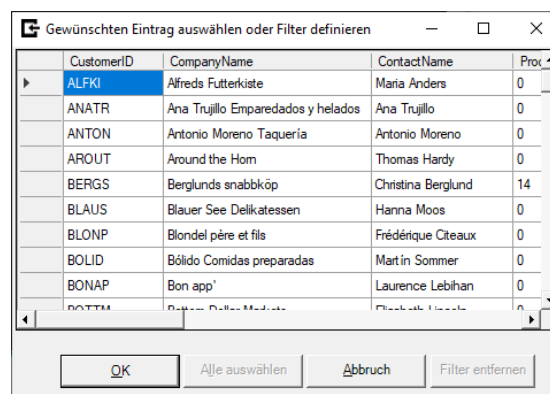 Gewünschten Eintrag auswählen oder Filter definieren
CustomerID CompanyName ContactName
ALFKI Alfreds Futterkiste Maria Anders 0
ANATR Ana Trujillo Emparedados y helados Ana Trujillo 0
ANTON Antonio Moreno Taquería Antonio Moreno 0
AROUT Around the Horn Thomas Hardy 0
BERGS Berglunds snabbköp Christina Berglund 14
BLAUS Blauer See Delikatessen Hanna Moos 0
BLONP Blondel père et fils Frédérique Citeaux 0
BOLID Bólido Comidas preparadas Martín Sommer 0
BONAP Bon app' Laurence Lebihan 0
OK Alle auswählen Abbruch Filter entfernen